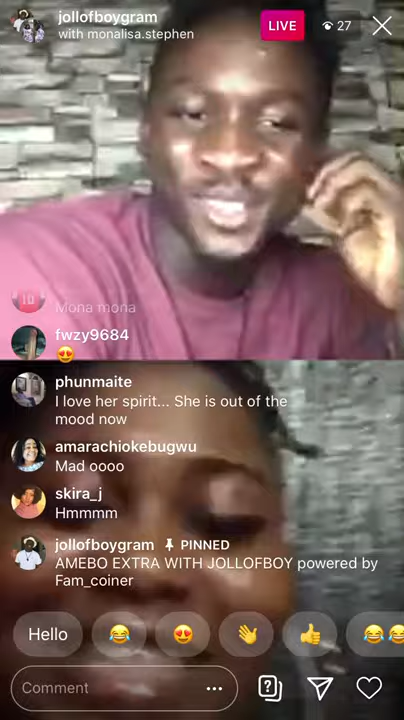 jollofboygram
with monalisa.stephen
LIVE
27
Mona mona
fwzy9684
😍
phunmaite
I love her spirit... She is out of the
mood now
amarachiokebugwu
Mad oooo
skira_j
Hmmmm
jollofboygram PINNED
AMEBO EXTRA WITH JOLLOFBOY powered by
Fam_coiner
Hello 😂 😍 👋 👍 😂😂
Comment